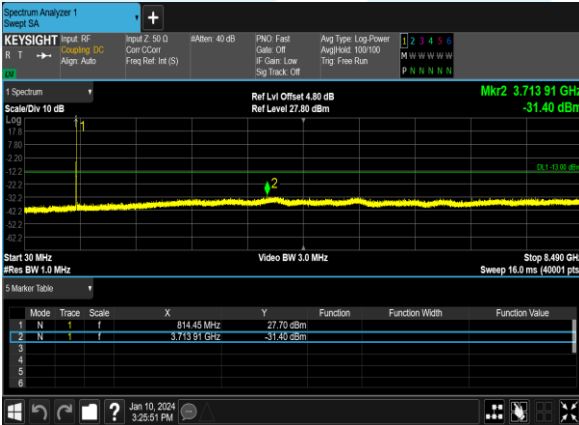 Spectrum Analyzer 1
Swept SA
+
KEYSIGHT Input: RF Input Z: 50 Ω #Atten: 40 dB PNO: Fast Avg Type: Log-Power 1 2 3 4 5 6
R T Coupling: DC Corr CCorr Gate: Off Avg|Hold: 100/100 M W W W W W
Align: Auto Freq Ref: Int (S) IF Gain: Low Trig: Free Run
Sig Track: Off P N N N N N
1 Spectrum Ref Lvl Offset 4.80 dB Mkr2 3.713 91 GHz
Scale/Div 10 dB Ref Level 27.80 dBm -31.40 dBm
Log
17.8
7.80
-2.20
-12.2
-22.2
-32.2
-42.2
-52.2
-62.2
1
DL1 -13.00 dBm
2
Start 30 MHz Video BW 3.0 MHz Stop 8.490 GHz
#Res BW 1.0 MHz Sweep 16.0 ms (40001 pts)
5 Marker Table
Mode Trace Scale X Y Function Function Width Function Value
1 N 1 f 814.45 MHz 27.70 dBm
2 N 1 f 3.713 91 GHz -31.40 dBm
3
4
5
6
? Jan 10, 2024
3:25:51 PM